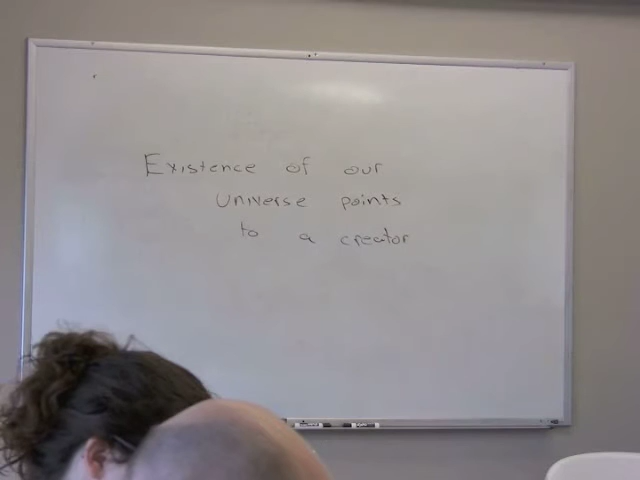 Existence of our
universe points
to a creator